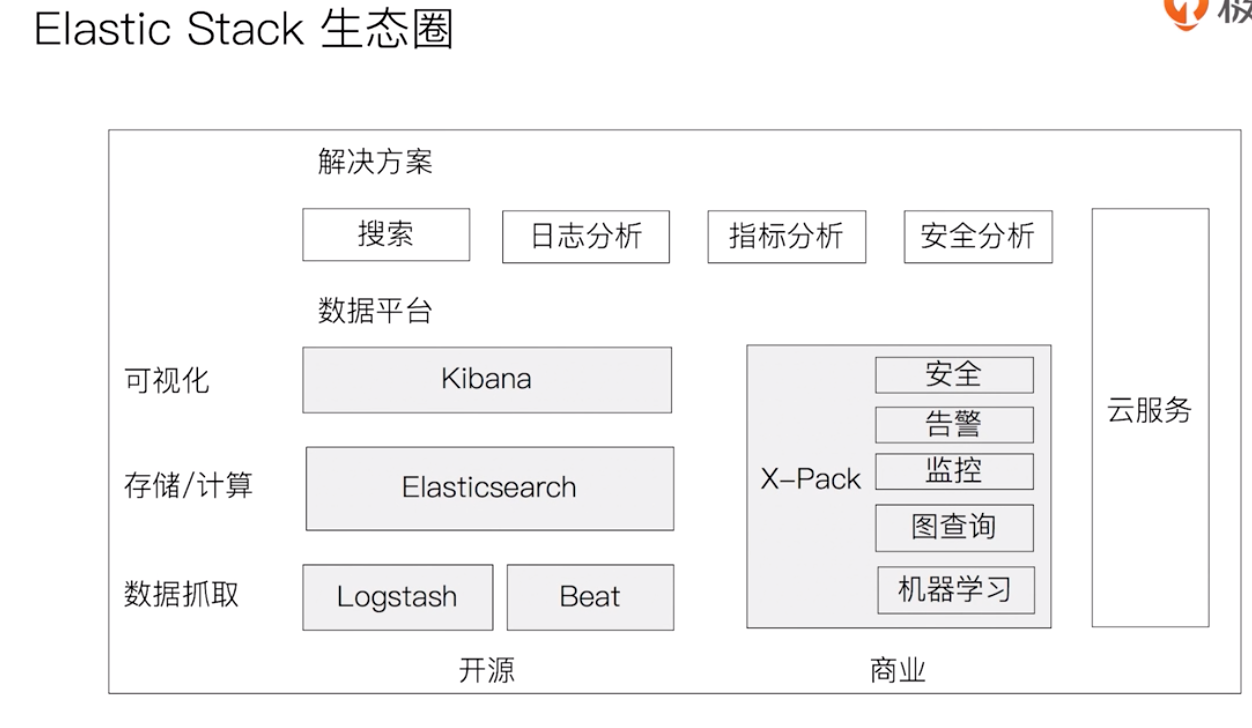 Elastic Stack 生态圈
解决方案
搜索
日志分析
指标分析
安全分析
数据平台
可视化
Kibana
存储/计算
Elasticsearch
数据抓取
Logstash
Beat
X-Pack
安全
告警
监控
图查询
机器学习
云服务
开源
商业